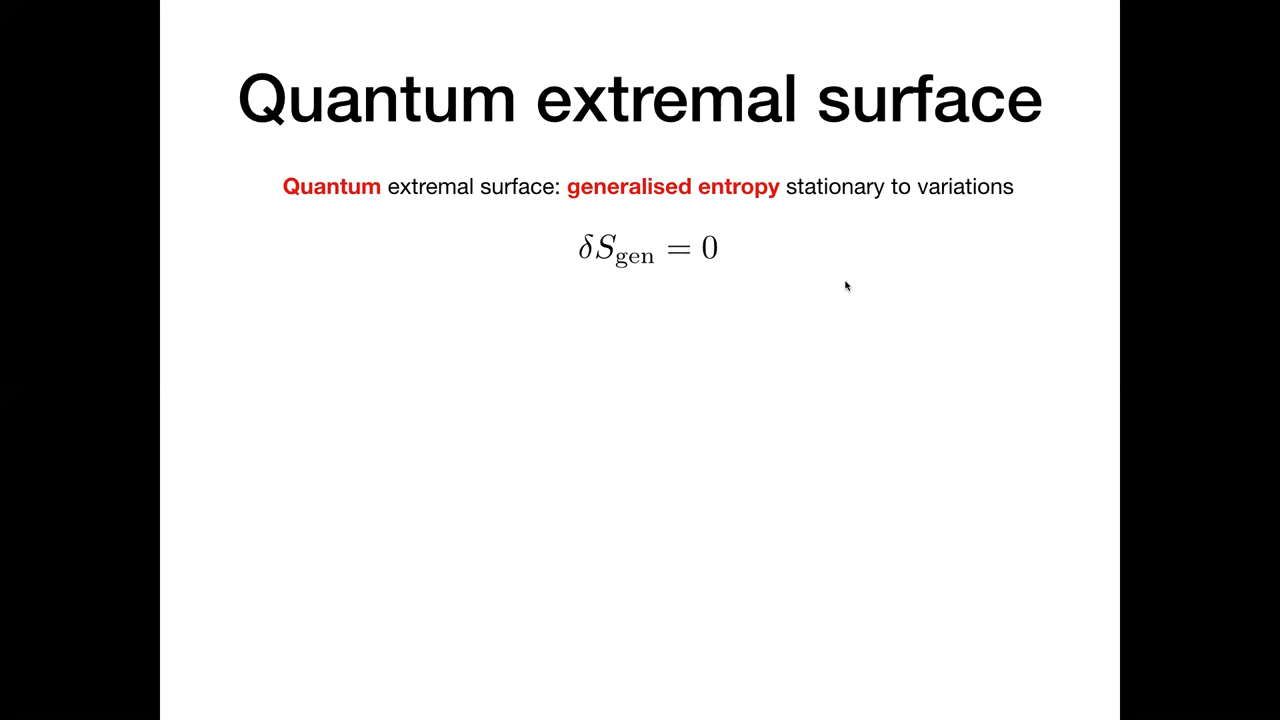 Quantum extremal surface
Quantum extremal surface: generalised entropy stationary to variations
δS_gen = 0